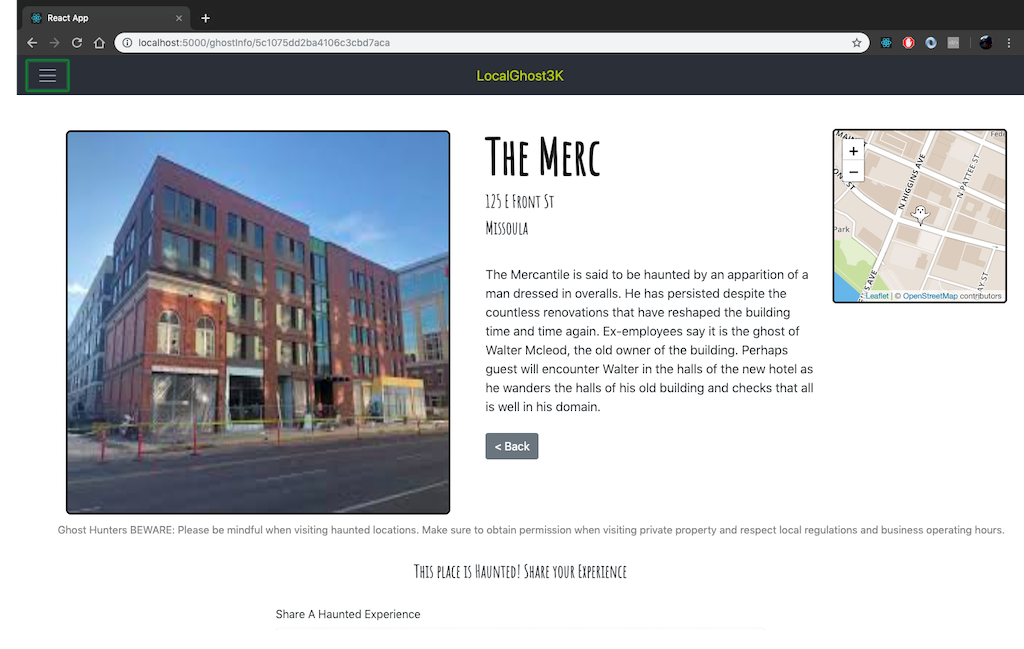 React App
localhost:5000/ghostInfo/5c1075dd2ba4106c3cbd7aca
LocalGhost3K
The Merc
125 E Front St
Missoula
The Mercantile is said to be haunted by an apparition of a
man dressed in overalls. He has persisted despite the
countless renovations that have reshaped the building
time and time again. Ex-employees say it is the ghost of
Walter Mcleod, the old owner of the building. Perhaps
guest will encounter Walter in the halls of the new hotel as
he wanders the halls of his old building and checks that all
is well in his domain.
< Back
+
−
N HIGGINS AVE
N PATTEE ST
Park
Leaflet | © OpenStreetMap contributors
Ghost Hunters BEWARE: Please be mindful when visiting haunted locations. Make sure to obtain permission when visiting private property and respect local regulations and business operating hours.
This place is Haunted! Share your Experience
Share A Haunted Experience